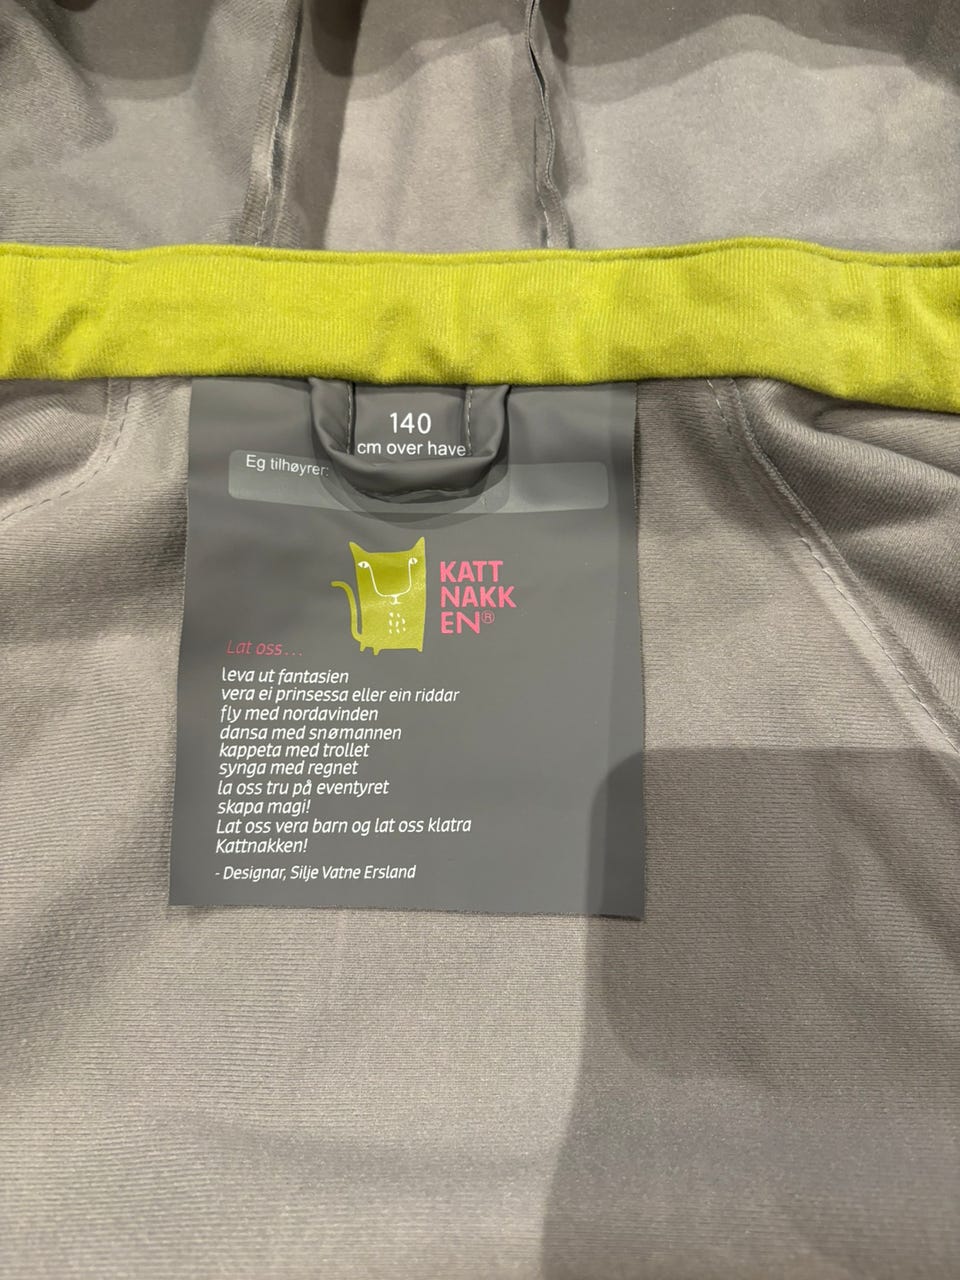 140
cm over have
Eg tilhøyrer:
KATT
NAKK
EN®
Lat oss...
leva ut fantasien
vera ei prinsessa eller ein riddar
fly med nordavinden
dansa med snømannen
kappeta med trollet
synga med regnet
la oss tru på eventyret
skapa magi!
Lat oss vera barn og lat oss klatra
Kattnakken!
- Designar, Silje Vatne Ersland